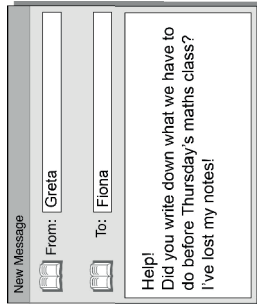 New Message
From: Greta
To: Fiona
Help!
Did you write down what we have to
do before Thursday's maths class?
I've lost my notes!